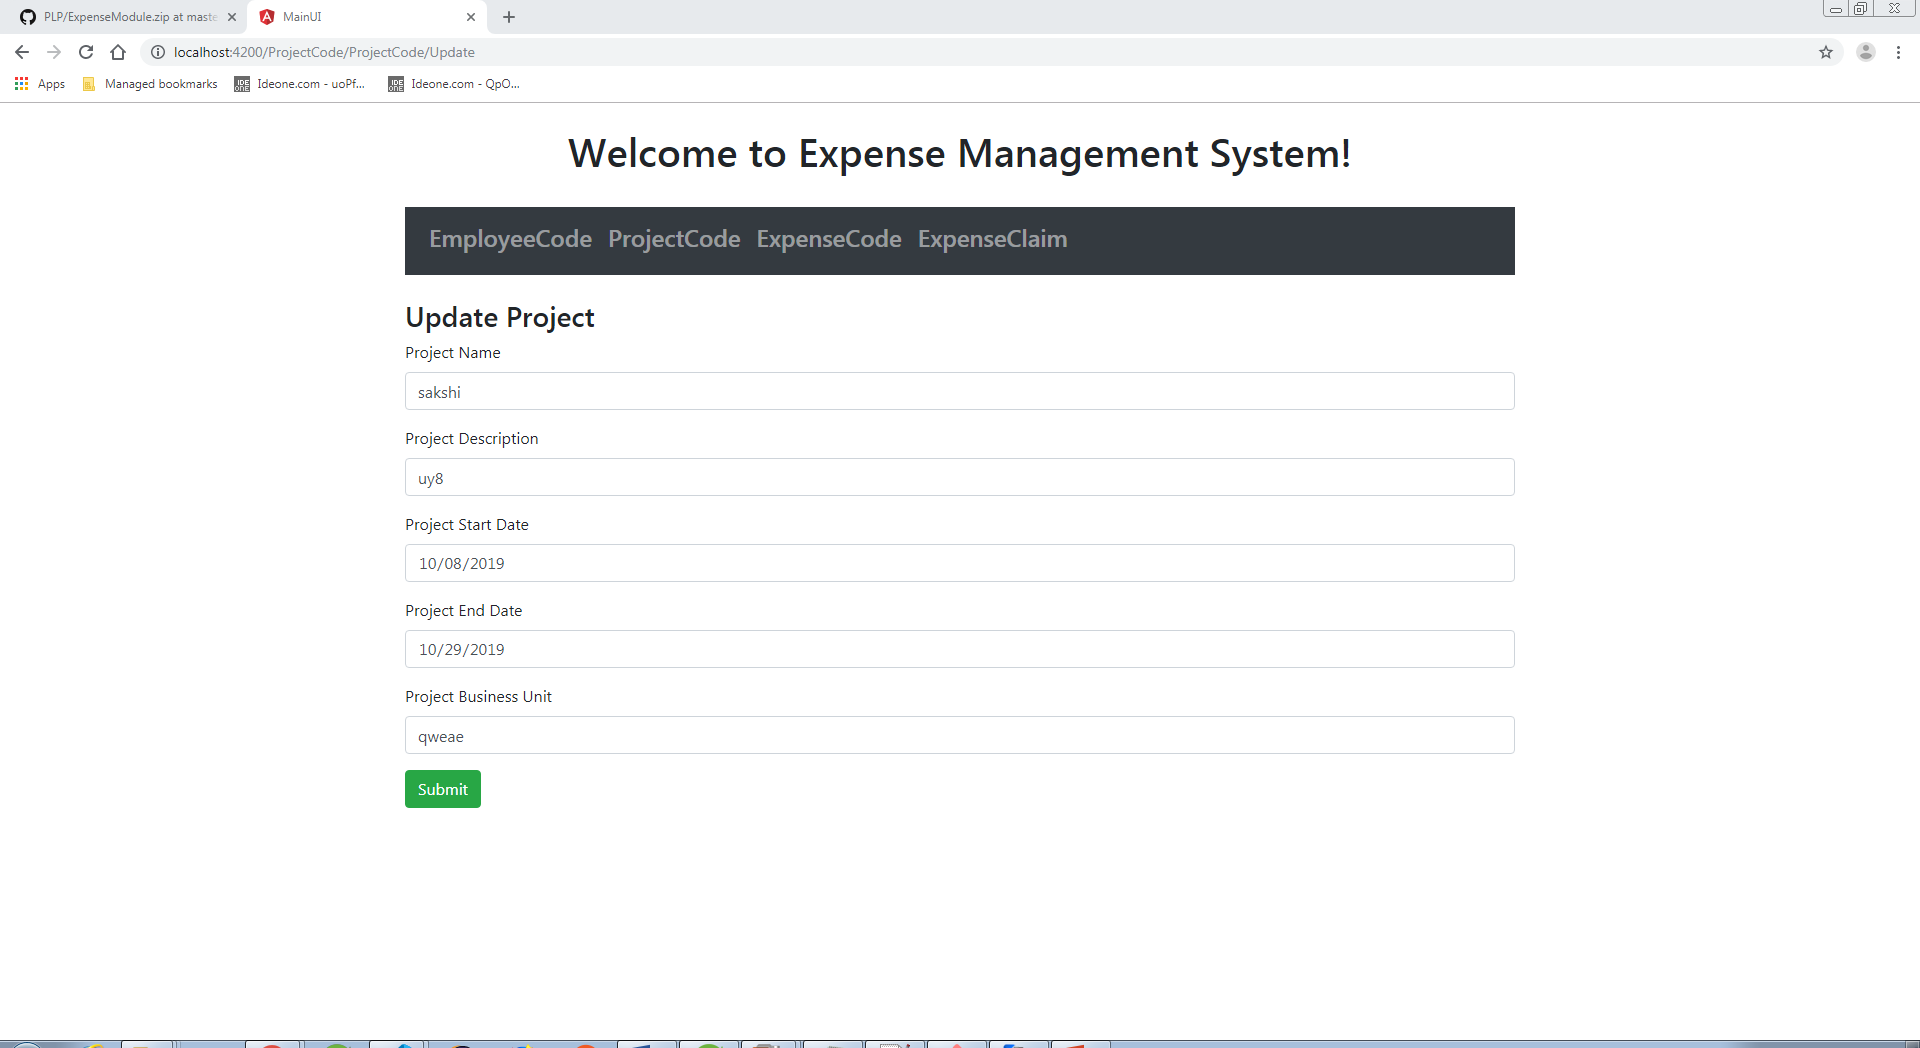 PLP/ExpenseModule.zip at maste
MainUI
localhost:4200/ProjectCode/ProjectCode/Update
Apps
Managed bookmarks
Ideone.com - uoPf...
Ideone.com - QpO...
Welcome to Expense Management System!
EmployeeCode ProjectCode ExpenseCode ExpenseClaim
Update Project
Project Name
sakshi
Project Description
uy8
Project Start Date
10/08/2019
Project End Date
10/29/2019
Project Business Unit
qweae
Submit